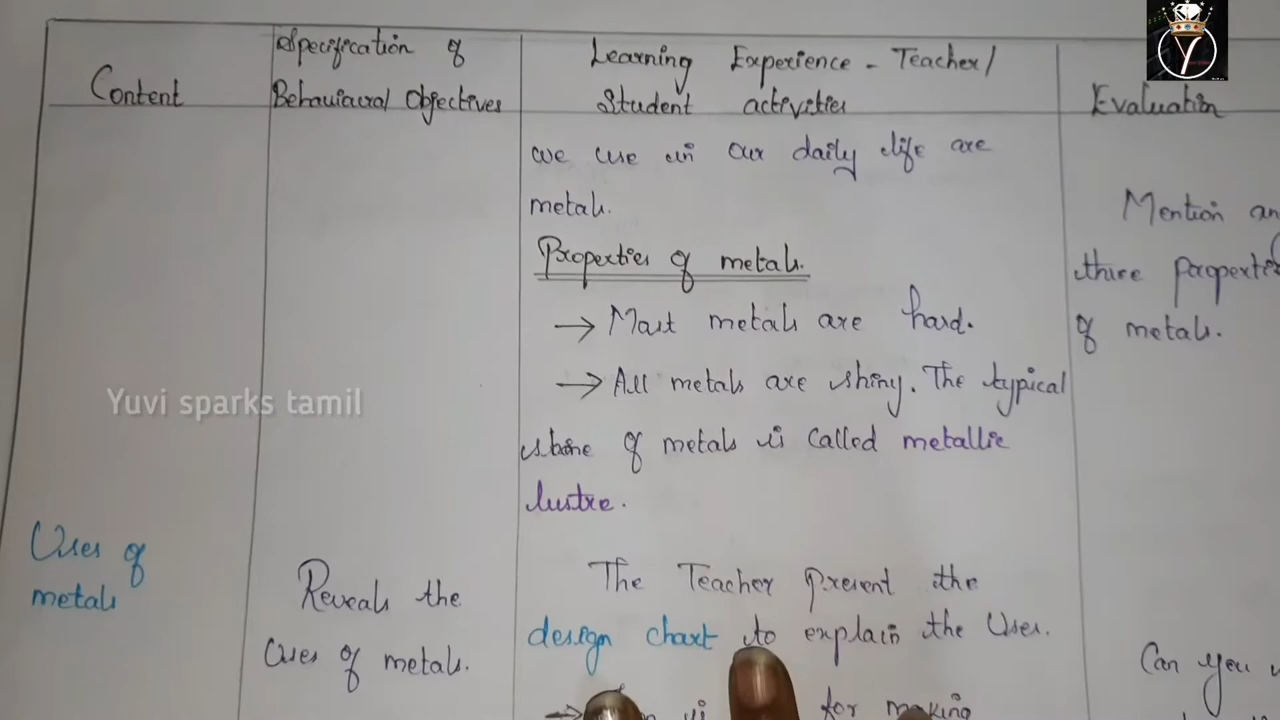 Content
Specification of
Behavioural Objectives
Learning Experience - Teacher/
Student activities
Evaluation
we use in our daily life are
metals.
Properties of metals.
→ Most metals are hard.
→ All metals are shiny. The typical
shine of metals is called metallic
lustre.
Mention an
three properti
of metals.
Yuvi sparks tamil
Uses of
metals
Reveals the
Uses of metals.
The Teacher present the
design chart to explain the Uses.
for making
Can you
Y